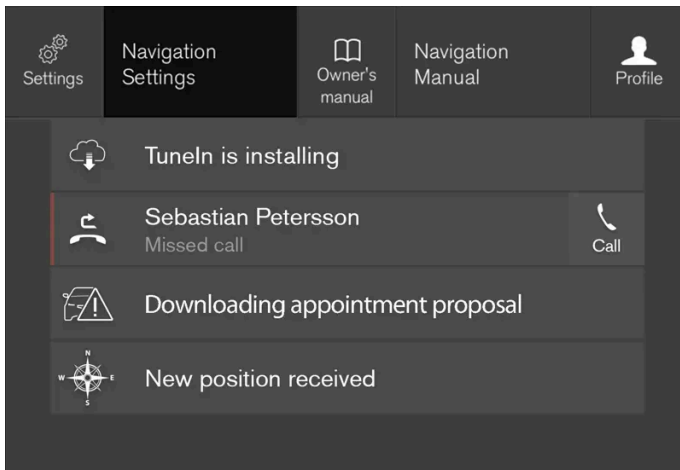 Settings
Navigation
Settings
Owner's
manual
Navigation
Manual
Profile
TuneIn is installing
Sebastian Petersson
Missed call
Call
Downloading appointment proposal
N
W
E
S
New position received